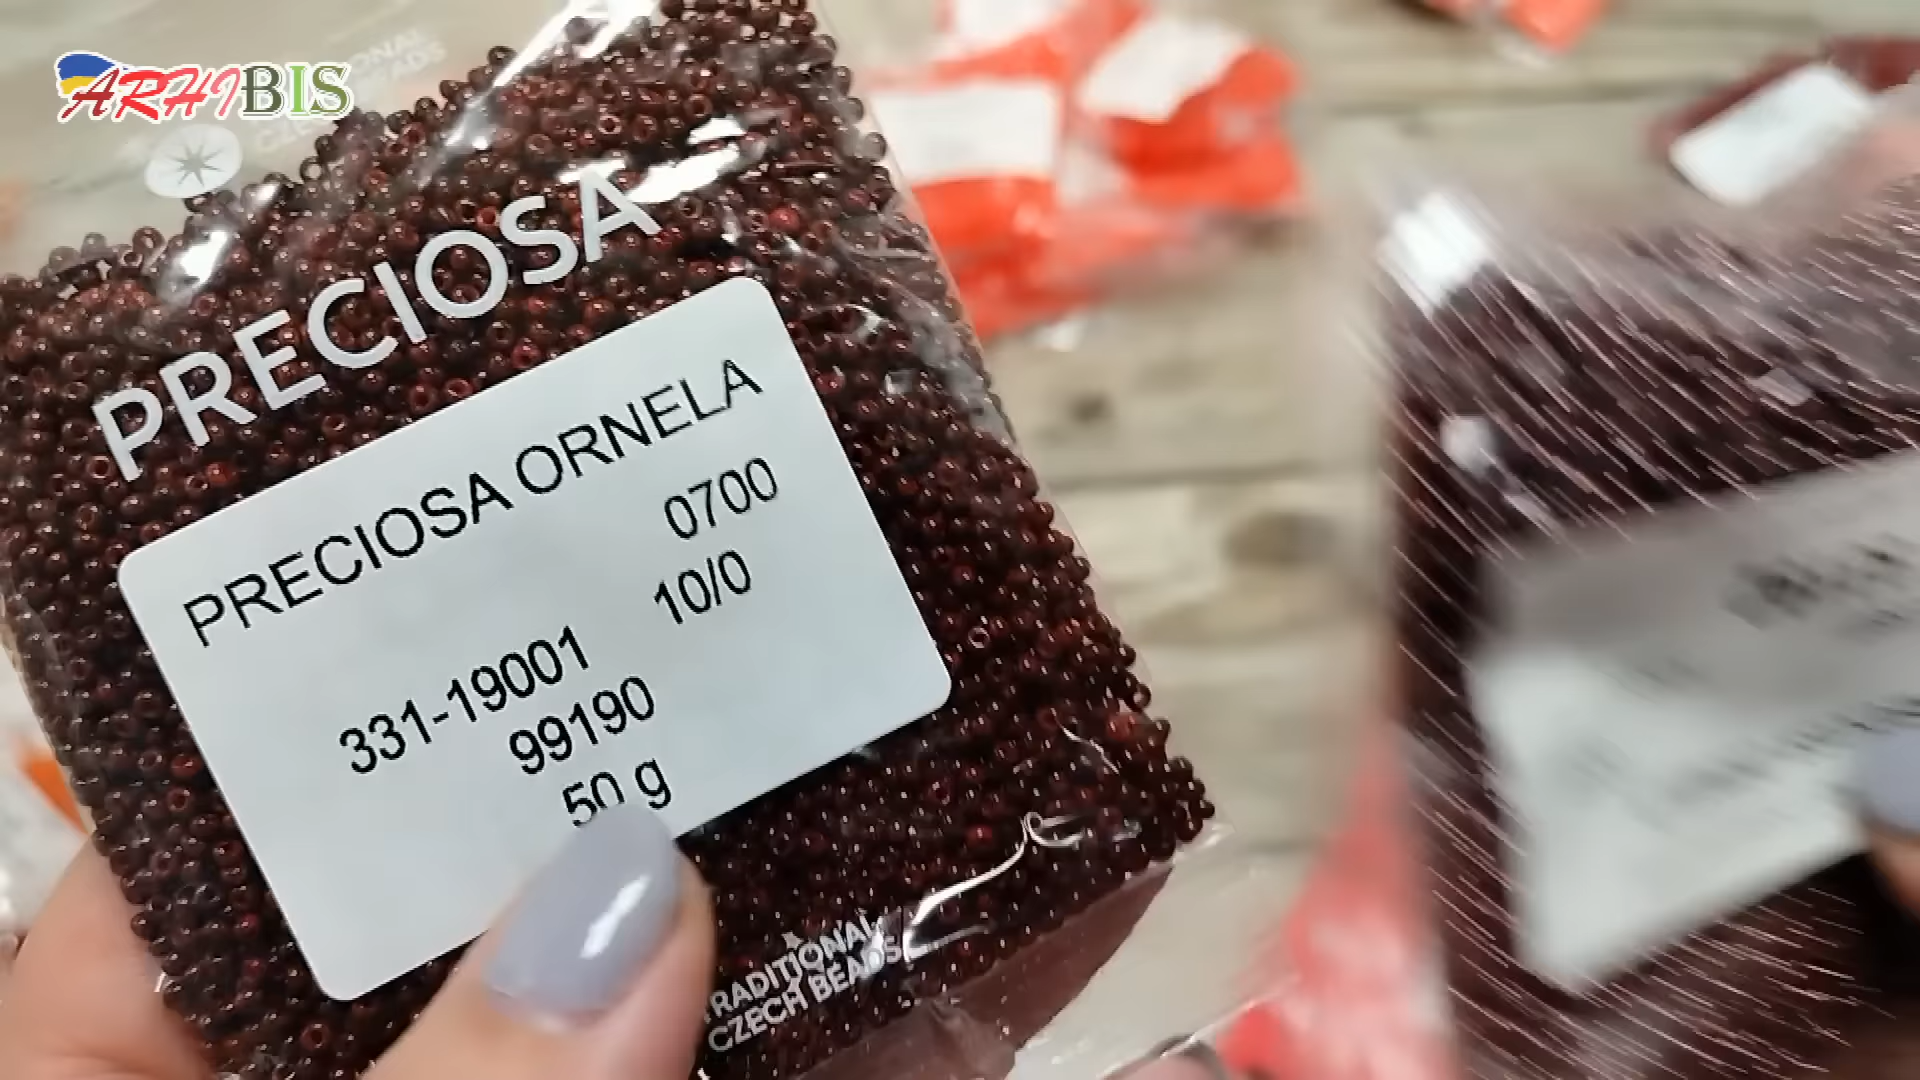 ARHIBIS
PRECIOSA
PRECIOSA ORNELA
0700
10/0
331-19001
99190
50 g
TRADITIONAL
CZECH BEADS